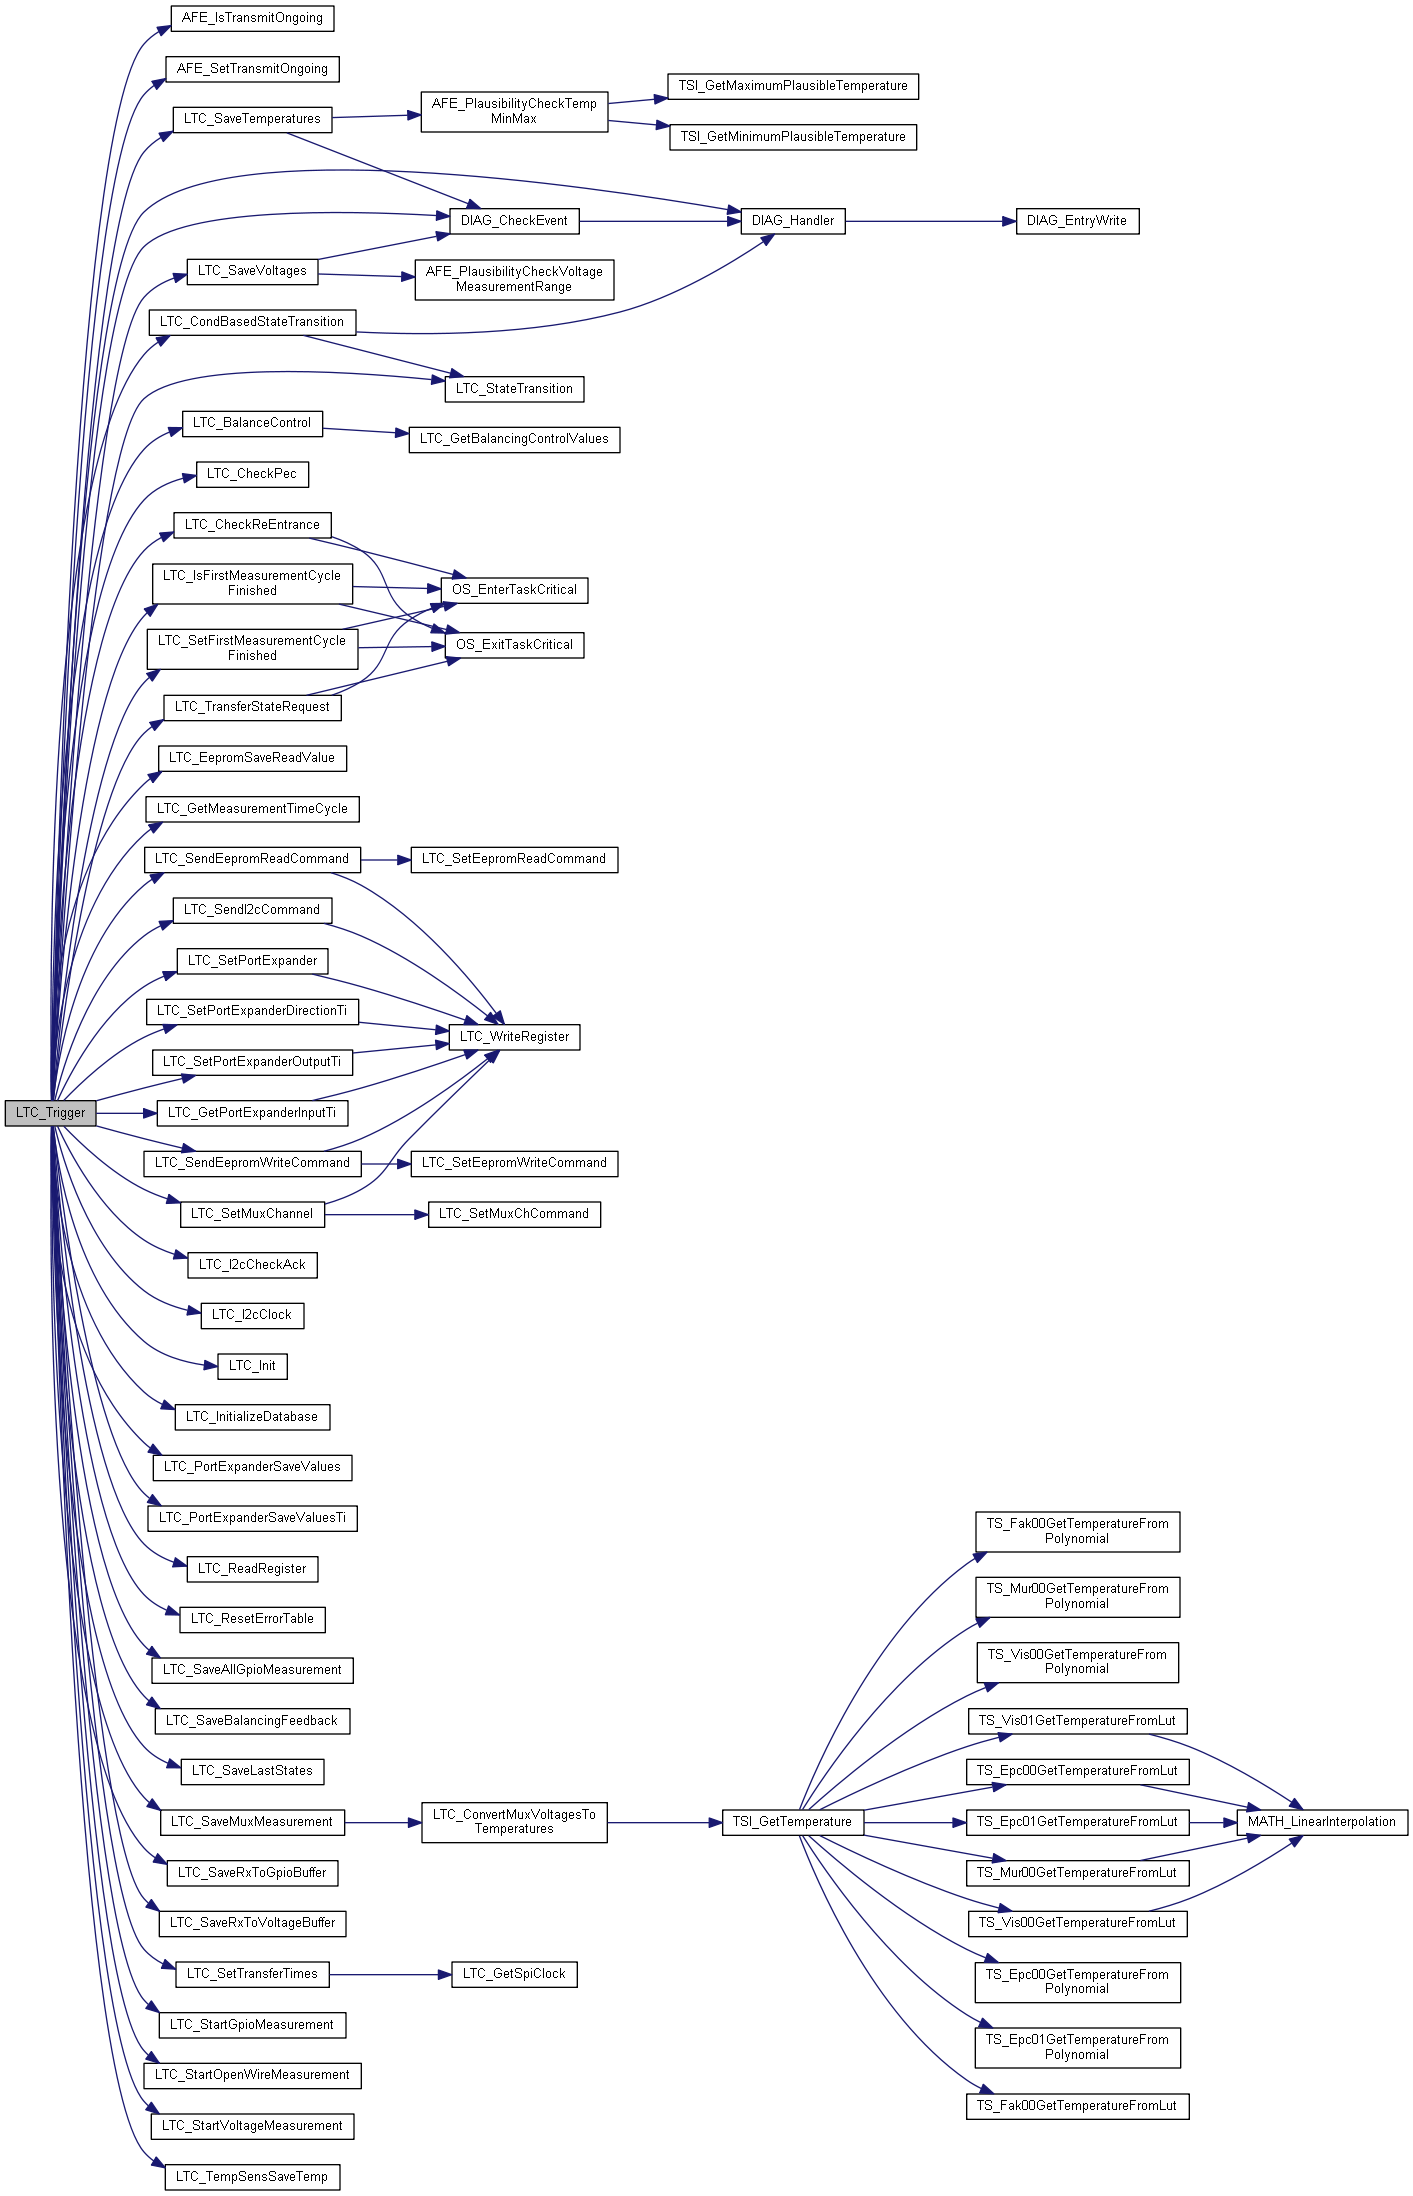 AFE_IsTransmitOngoing
AFE_SetTransmitOngoing
LTC_SaveTemperatures
AFE_PlausibilityCheckTemp
MinMax
TSI_GetMaximumPlausibleTemperature
TSI_GetMinimumPlausibleTemperature
DIAG_CheckEvent
DIAG_Handler
DIAG_EntryWrite
LTC_SaveVoltages
AFE_PlausibilityCheckVoltage
MeasurementRange
LTC_CondBasedStateTransition
LTC_StateTransition
LTC_BalanceControl
LTC_GetBalancingControlValues
LTC_CheckPec
LTC_CheckReEntrance
LTC_IsFirstMeasurementCycle
Finished
OS_EnterTaskCritical
LTC_SetFirstMeasurementCycle
Finished
OS_ExitTaskCritical
LTC_TransferStateRequest
LTC_EepromSaveReadValue
LTC_GetMeasurementTimeCycle
LTC_SendEepromReadCommand
LTC_SetEepromReadCommand
LTC_SendI2cCommand
LTC_SetPortExpander
LTC_SetPortExpanderDirectionTi
LTC_WriteRegister
LTC_SetPortExpanderOutputTi
LTC_Trigger
LTC_GetPortExpanderInputTi
LTC_SendEepromWriteCommand
LTC_SetEepromWriteCommand
LTC_SetMuxChannel
LTC_SetMuxChCommand
LTC_I2cCheckAck
LTC_I2cClock
LTC_Init
LTC_InitializeDatabase
LTC_PortExpanderSaveValues
LTC_PortExpanderSaveValuesTi
LTC_ReadRegister
LTC_ResetErrorTable
LTC_SaveAllGpioMeasurement
LTC_SaveBalancingFeedback
LTC_SaveLastStates
LTC_SaveMuxMeasurement
LTC_ConvertMuxVoltagesTo
Temperatures
TSI_GetTemperature
TS_Fak00GetTemperatureFrom
Polynomial
TS_Mur00GetTemperatureFrom
Polynomial
TS_Vis00GetTemperatureFrom
Polynomial
TS_Vis01GetTemperatureFromLut
TS_Epc00GetTemperatureFromLut
TS_Epc01GetTemperatureFromLut
MATH_LinearInterpolation
TS_Mur00GetTemperatureFromLut
TS_Vis00GetTemperatureFromLut
TS_Epc00GetTemperatureFrom
Polynomial
TS_Epc01GetTemperatureFrom
Polynomial
TS_Fak00GetTemperatureFromLut
LTC_SaveRxToGpioBuffer
LTC_SaveRxToVoltageBuffer
LTC_SetTransferTimes
LTC_GetSpiClock
LTC_StartGpioMeasurement
LTC_StartOpenWireMeasurement
LTC_StartVoltageMeasurement
LTC_TempSensSaveTemp